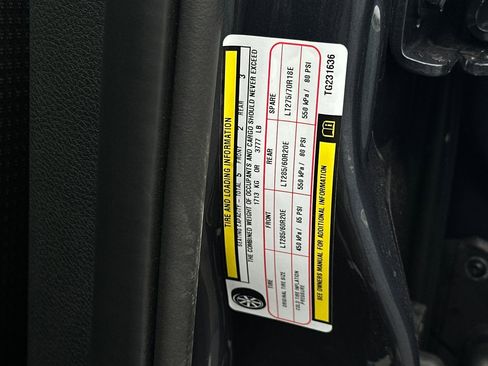 TIRE AND LOADING INFORMATION
SEATING CAPACITY - TOTAL 5 FRONT 2 REAR 3
THE COMBINED WEIGHT OF OCCUPANTS AND CARGO SHOULD NEVER EXCEED
1713 KG OR 3777 LB
TIRE FRONT REAR SPARE
ORIGINAL TIRE SIZE LT285/60R20E LT285/60R20E LT275/70R18E
COLD TIRE INFLATION
PRESSURE
450 kPa / 65 PSI 550 kPa / 80 PSI 550 kPa / 80 PSI
SEE OWNERS MANUAL FOR ADDITIONAL INFORMATION
TG231636